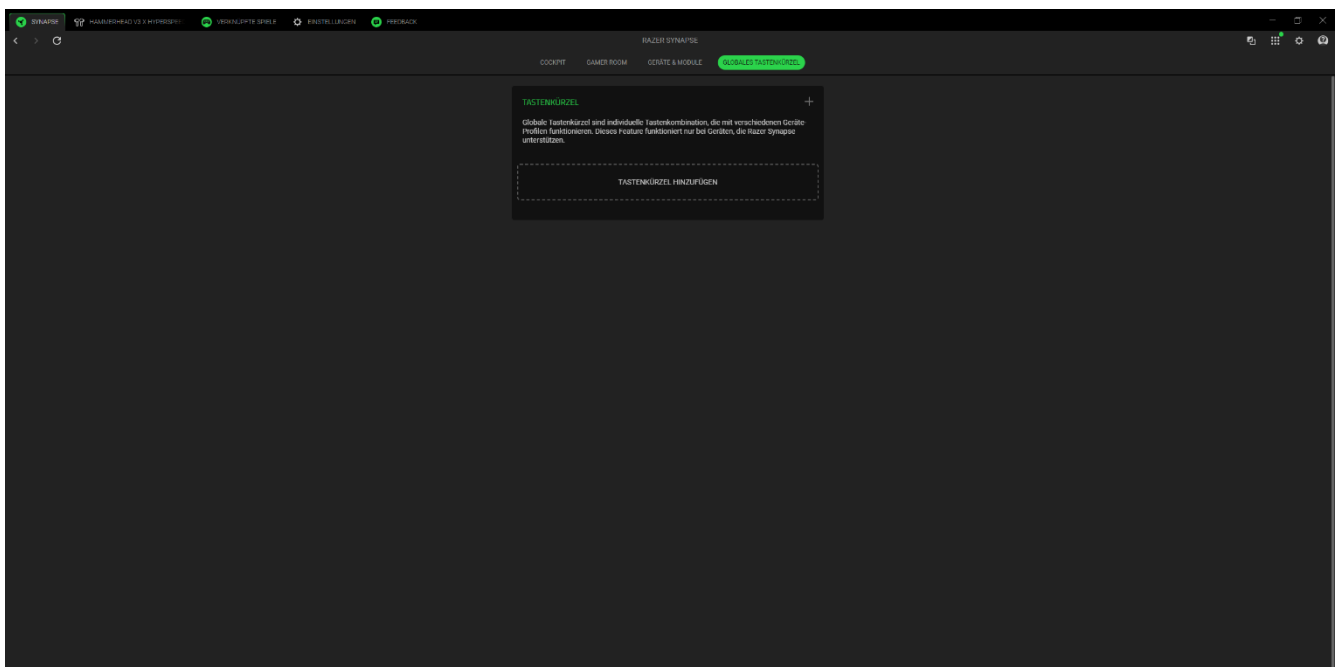 SYNAPSE
HAMMERHEAD V3 X HYPERSPEE
VERKNÜPFTE SPIELE
EINSTELLUNGEN
FEEDBACK
RAZER SYNAPSE
COCKPIT
GAMER ROOM
GERÄTE & MODULE
GLOBALES TASTENKÜRZEL
TASTENKÜRZEL
Globale Tastenkürzel sind individuelle Tastenkombination, die mit verschiedenen Geräte-
Profilen funktionieren. Dieses Feature funktioniert nur bei Geräten, die Razer Synapse
unterstützen.
TASTENKÜRZEL HINZUFÜGEN